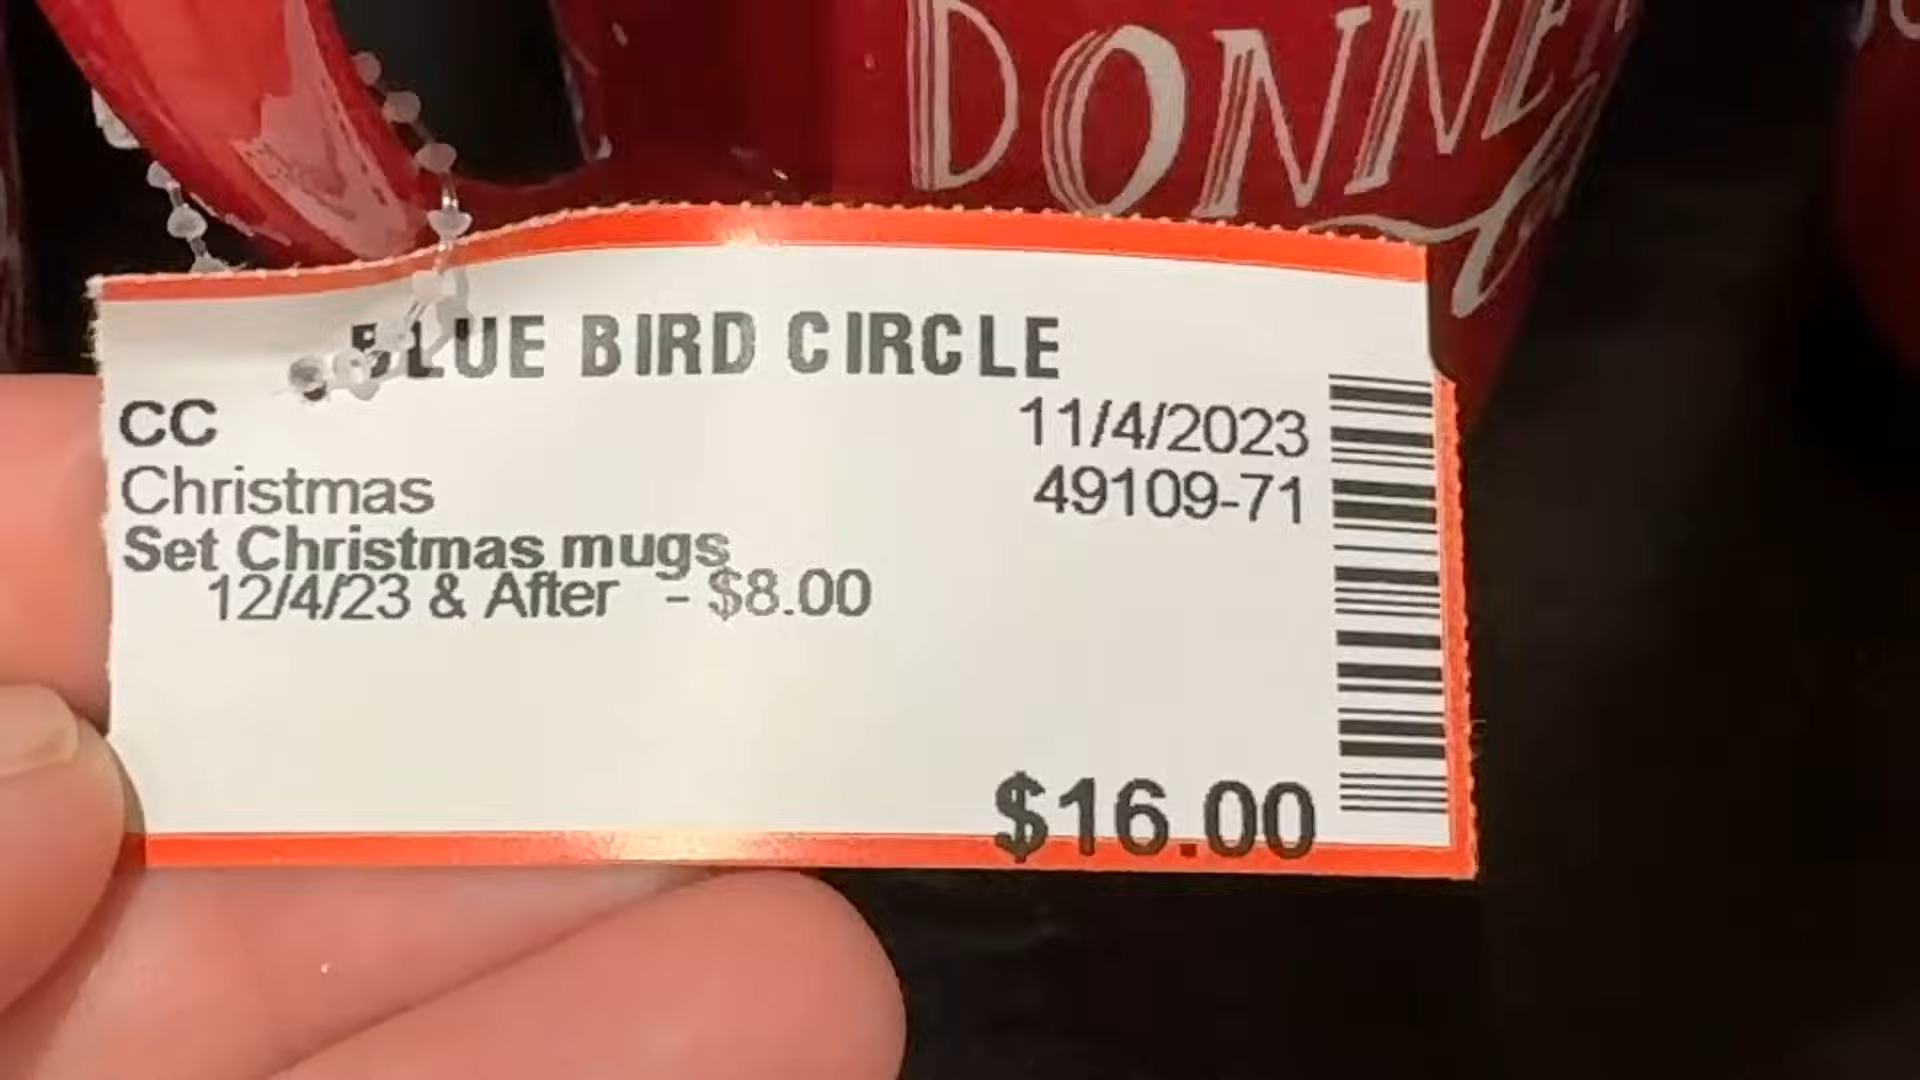 DONNE
BLUE BIRD CIRCLE
CC 11/4/2023
Christmas 49109-71
Set Christmas mugs
12/4/23 & After - $8.00
$16.00